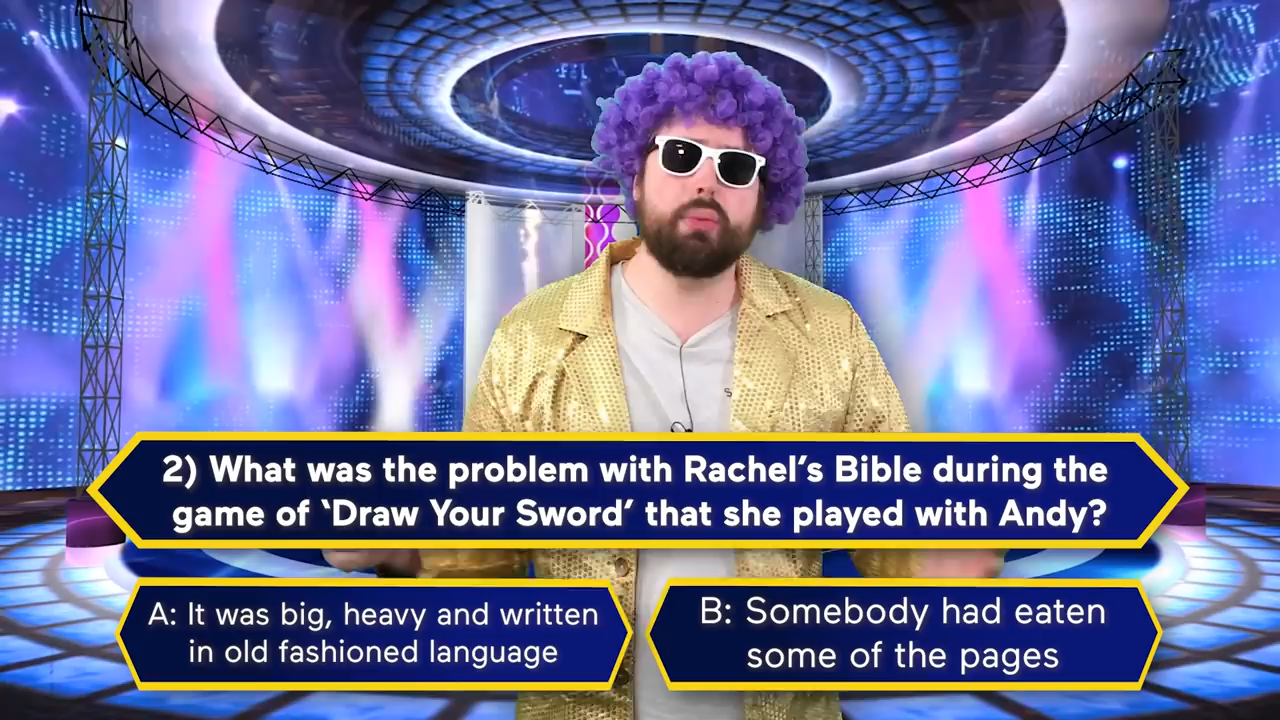 2) What was the problem with Rachel’s Bible during the
game of ‘Draw Your Sword’ that she played with Andy?
A: It was big, heavy and written
in old fashioned language
B: Somebody had eaten
some of the pages